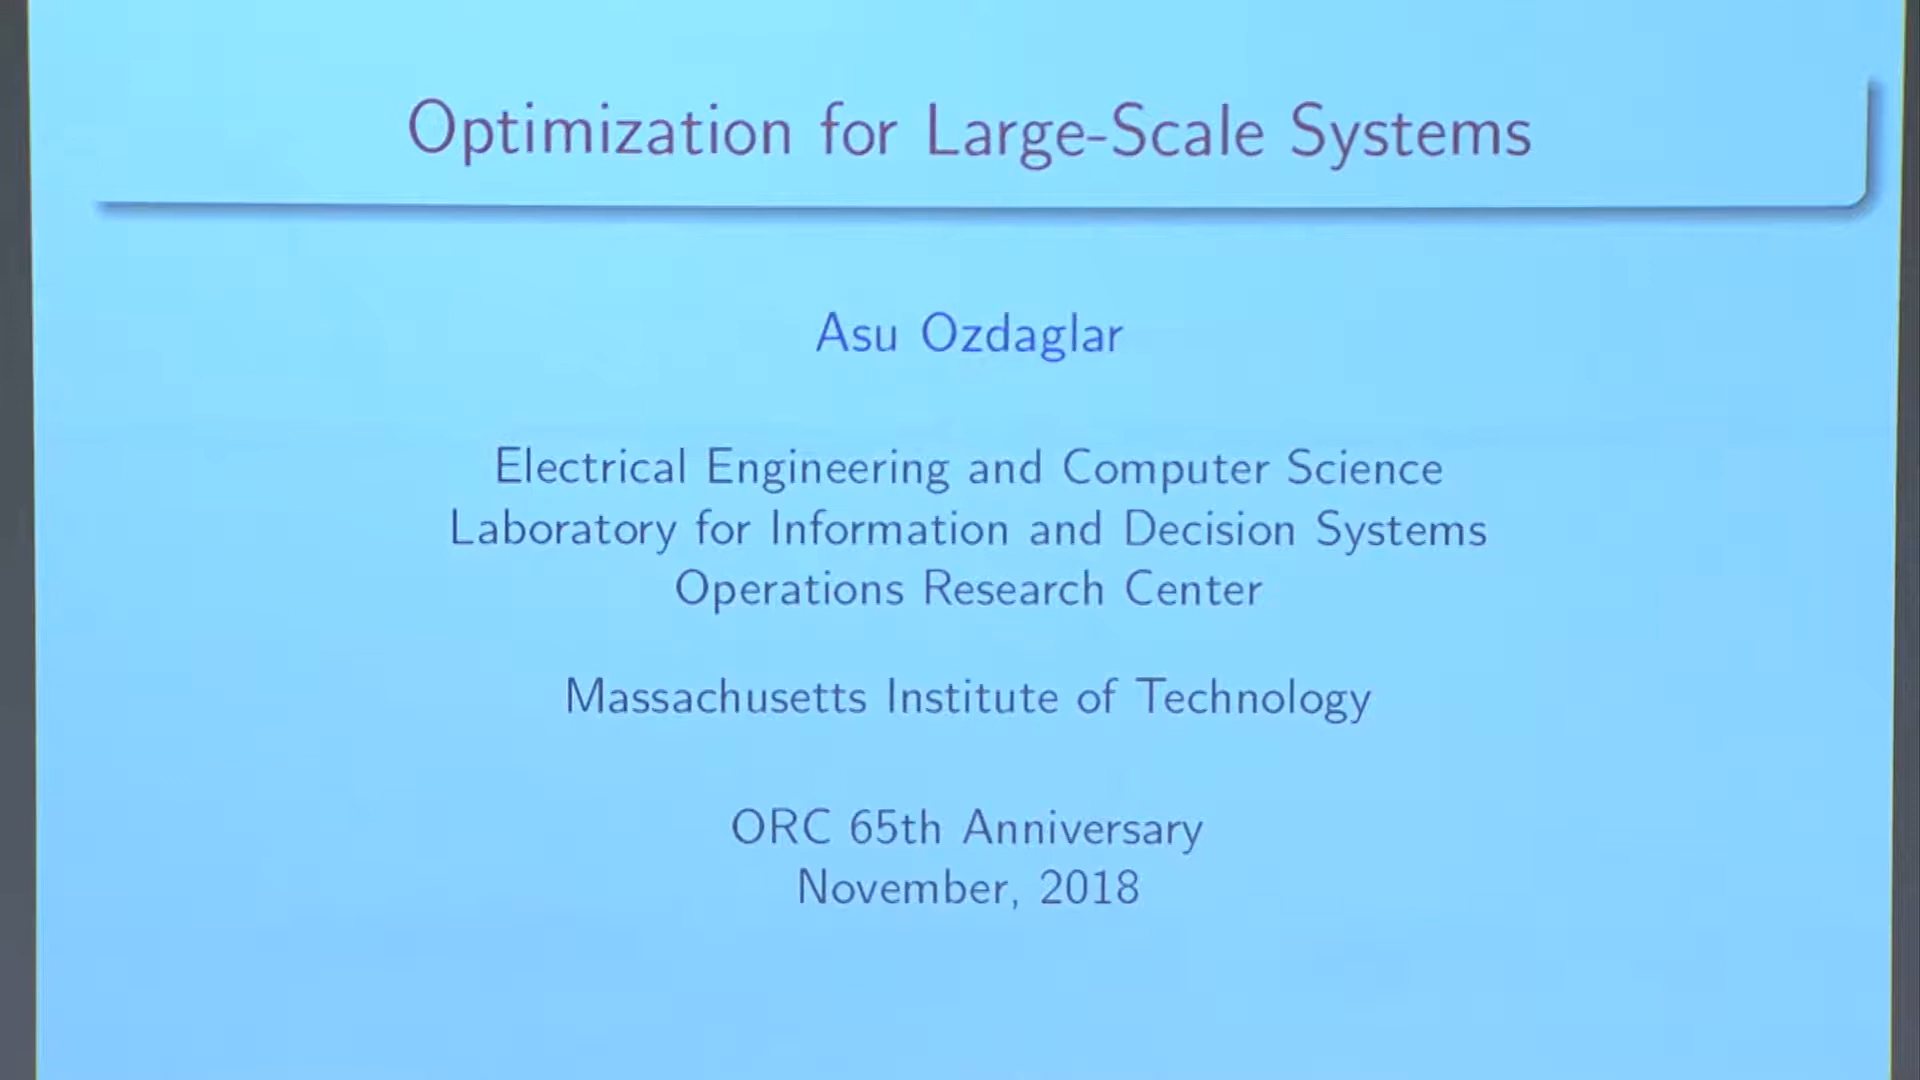 Optimization for Large-Scale Systems
Asu Ozdaglar
Electrical Engineering and Computer Science
Laboratory for Information and Decision Systems
Operations Research Center
Massachusetts Institute of Technology
ORC 65th Anniversary
November, 2018